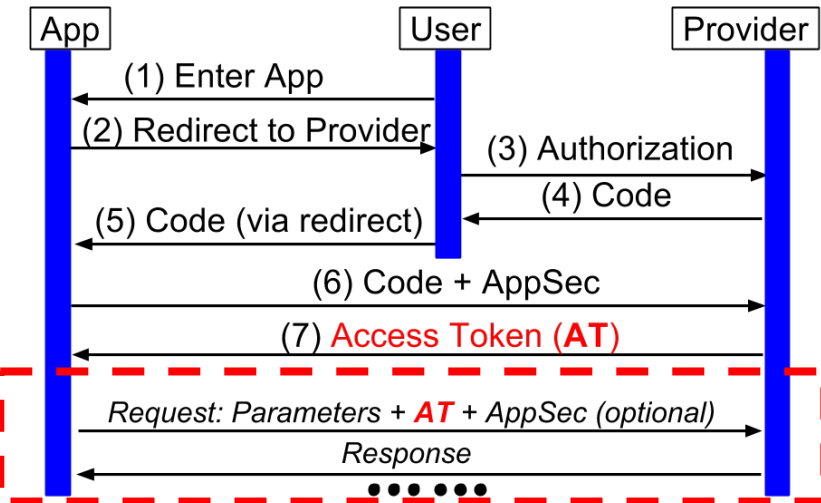 App User Provider
(1) Enter App
(2) Redirect to Provider
(3) Authorization
(4) Code
(5) Code (via redirect)
(6) Code + AppSec
(7) Access Token (AT)
Request: Parameters + AT + AppSec (optional)
Response